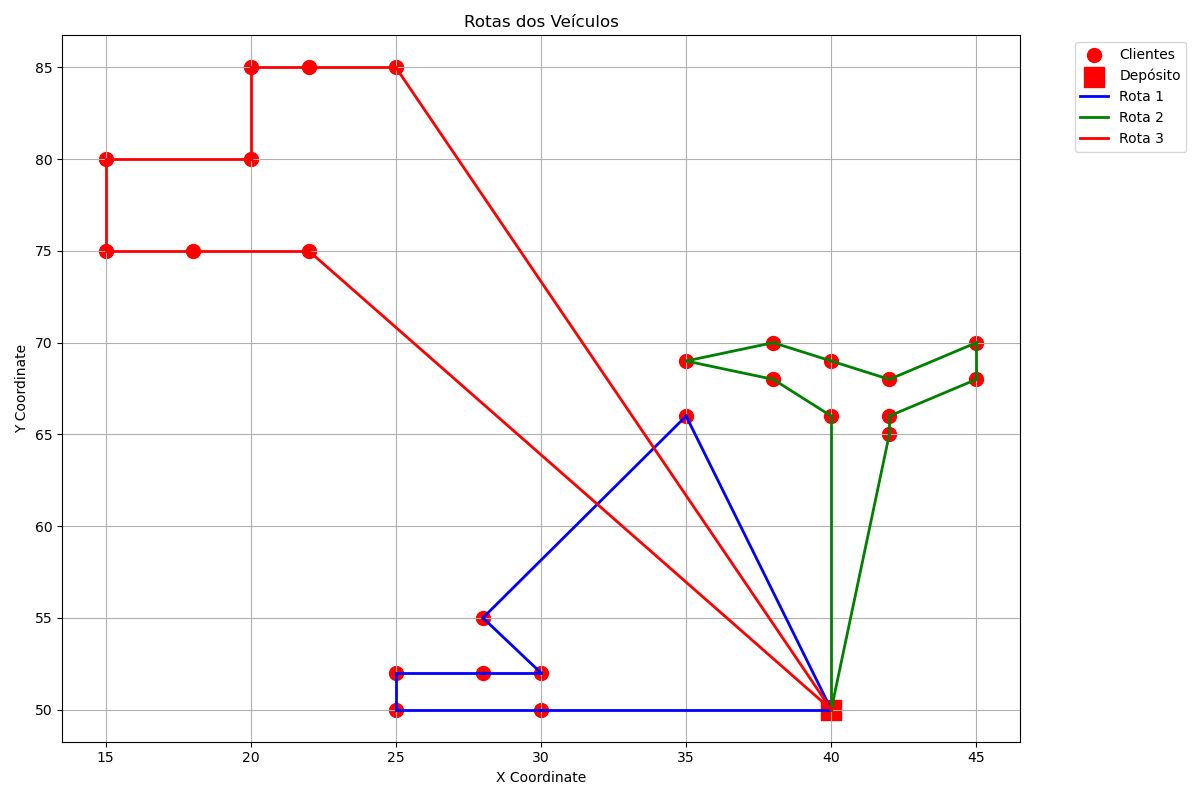 Rotas dos Veículos
Clientes
Depósito
Rota 1
Rota 2
Rota 3
Y Coordinate
85
80
75
70
65
60
55
50
15 20 25 30 35 40 45
X Coordinate